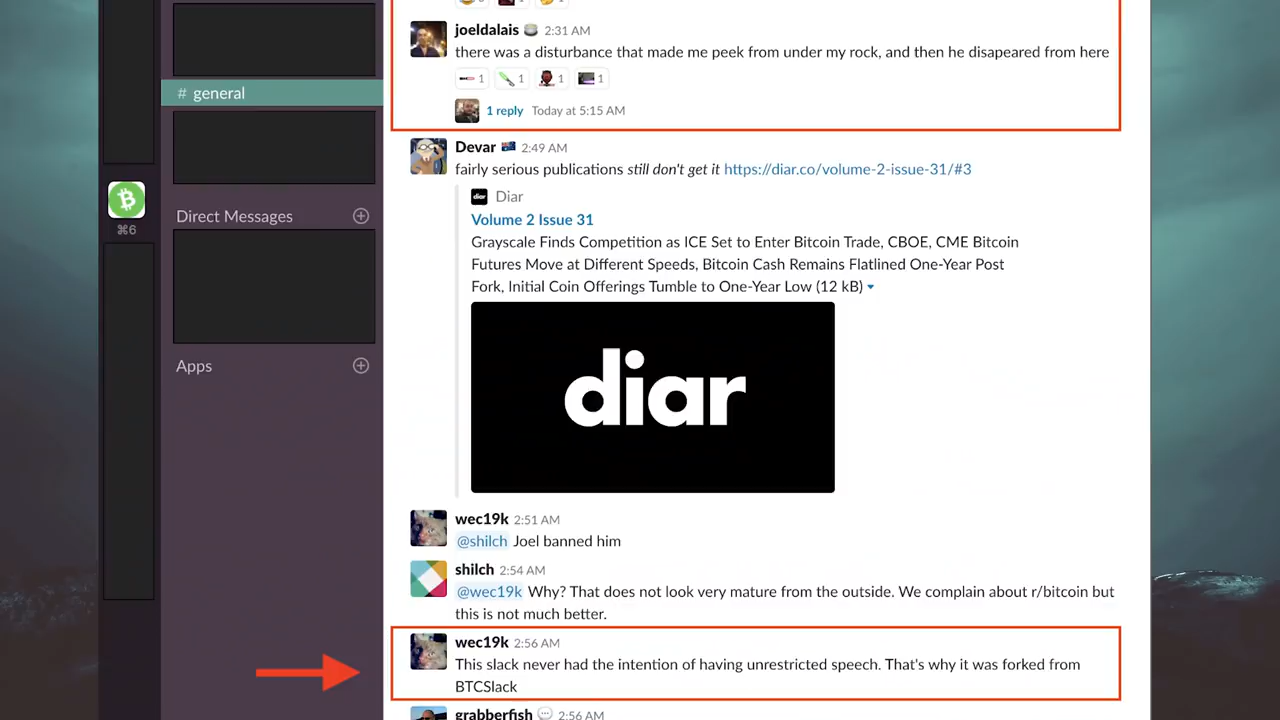 # general
⌘6
Direct Messages
Apps
joeldalais 2:31 AM
there was a disturbance that made me peek from under my rock, and then he disapeared from here
1 1 1 1
1 reply Today at 5:15 AM
Devar 2:49 AM
fairly serious publications still don't get it https://diar.co/volume-2-issue-31/#3
diar Diar
Volume 2 Issue 31
Grayscale Finds Competition as ICE Set to Enter Bitcoin Trade, CBOE, CME Bitcoin
Futures Move at Different Speeds, Bitcoin Cash Remains Flatlined One-Year Post
Fork, Initial Coin Offerings Tumble to One-Year Low (12 kB)
diar
wec19k 2:51 AM
@shilch Joel banned him
shilch 2:54 AM
@wec19k Why? That does not look very mature from the outside. We complain about r/bitcoin but
this is not much better.
wec19k 2:56 AM
This slack never had the intention of having unrestricted speech. That's why it was forked from
BTCSlack
grabberfish 2:56 AM